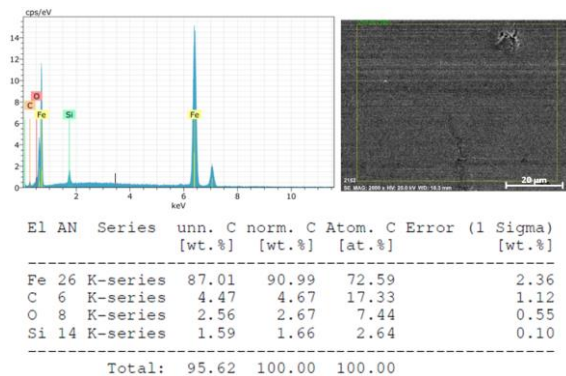 cps/eV
14
12
10
8
6
4
2
0
C
O
Fe
Si
Fe
2
4
6
8
10
keV
20 µm
El AN Series unn. C norm. C Atom. C Error (1 Sigma)
[wt.%] [wt.%] [at.%] [wt.%]
Fe 26 K-series 87.01 90.99 72.59 2.36
C 6 K-series 4.47 4.67 17.33 1.12
O 8 K-series 2.56 2.67 7.44 0.55
Si 14 K-series 1.59 1.66 2.64 0.10
Total: 95.62 100.00 100.00